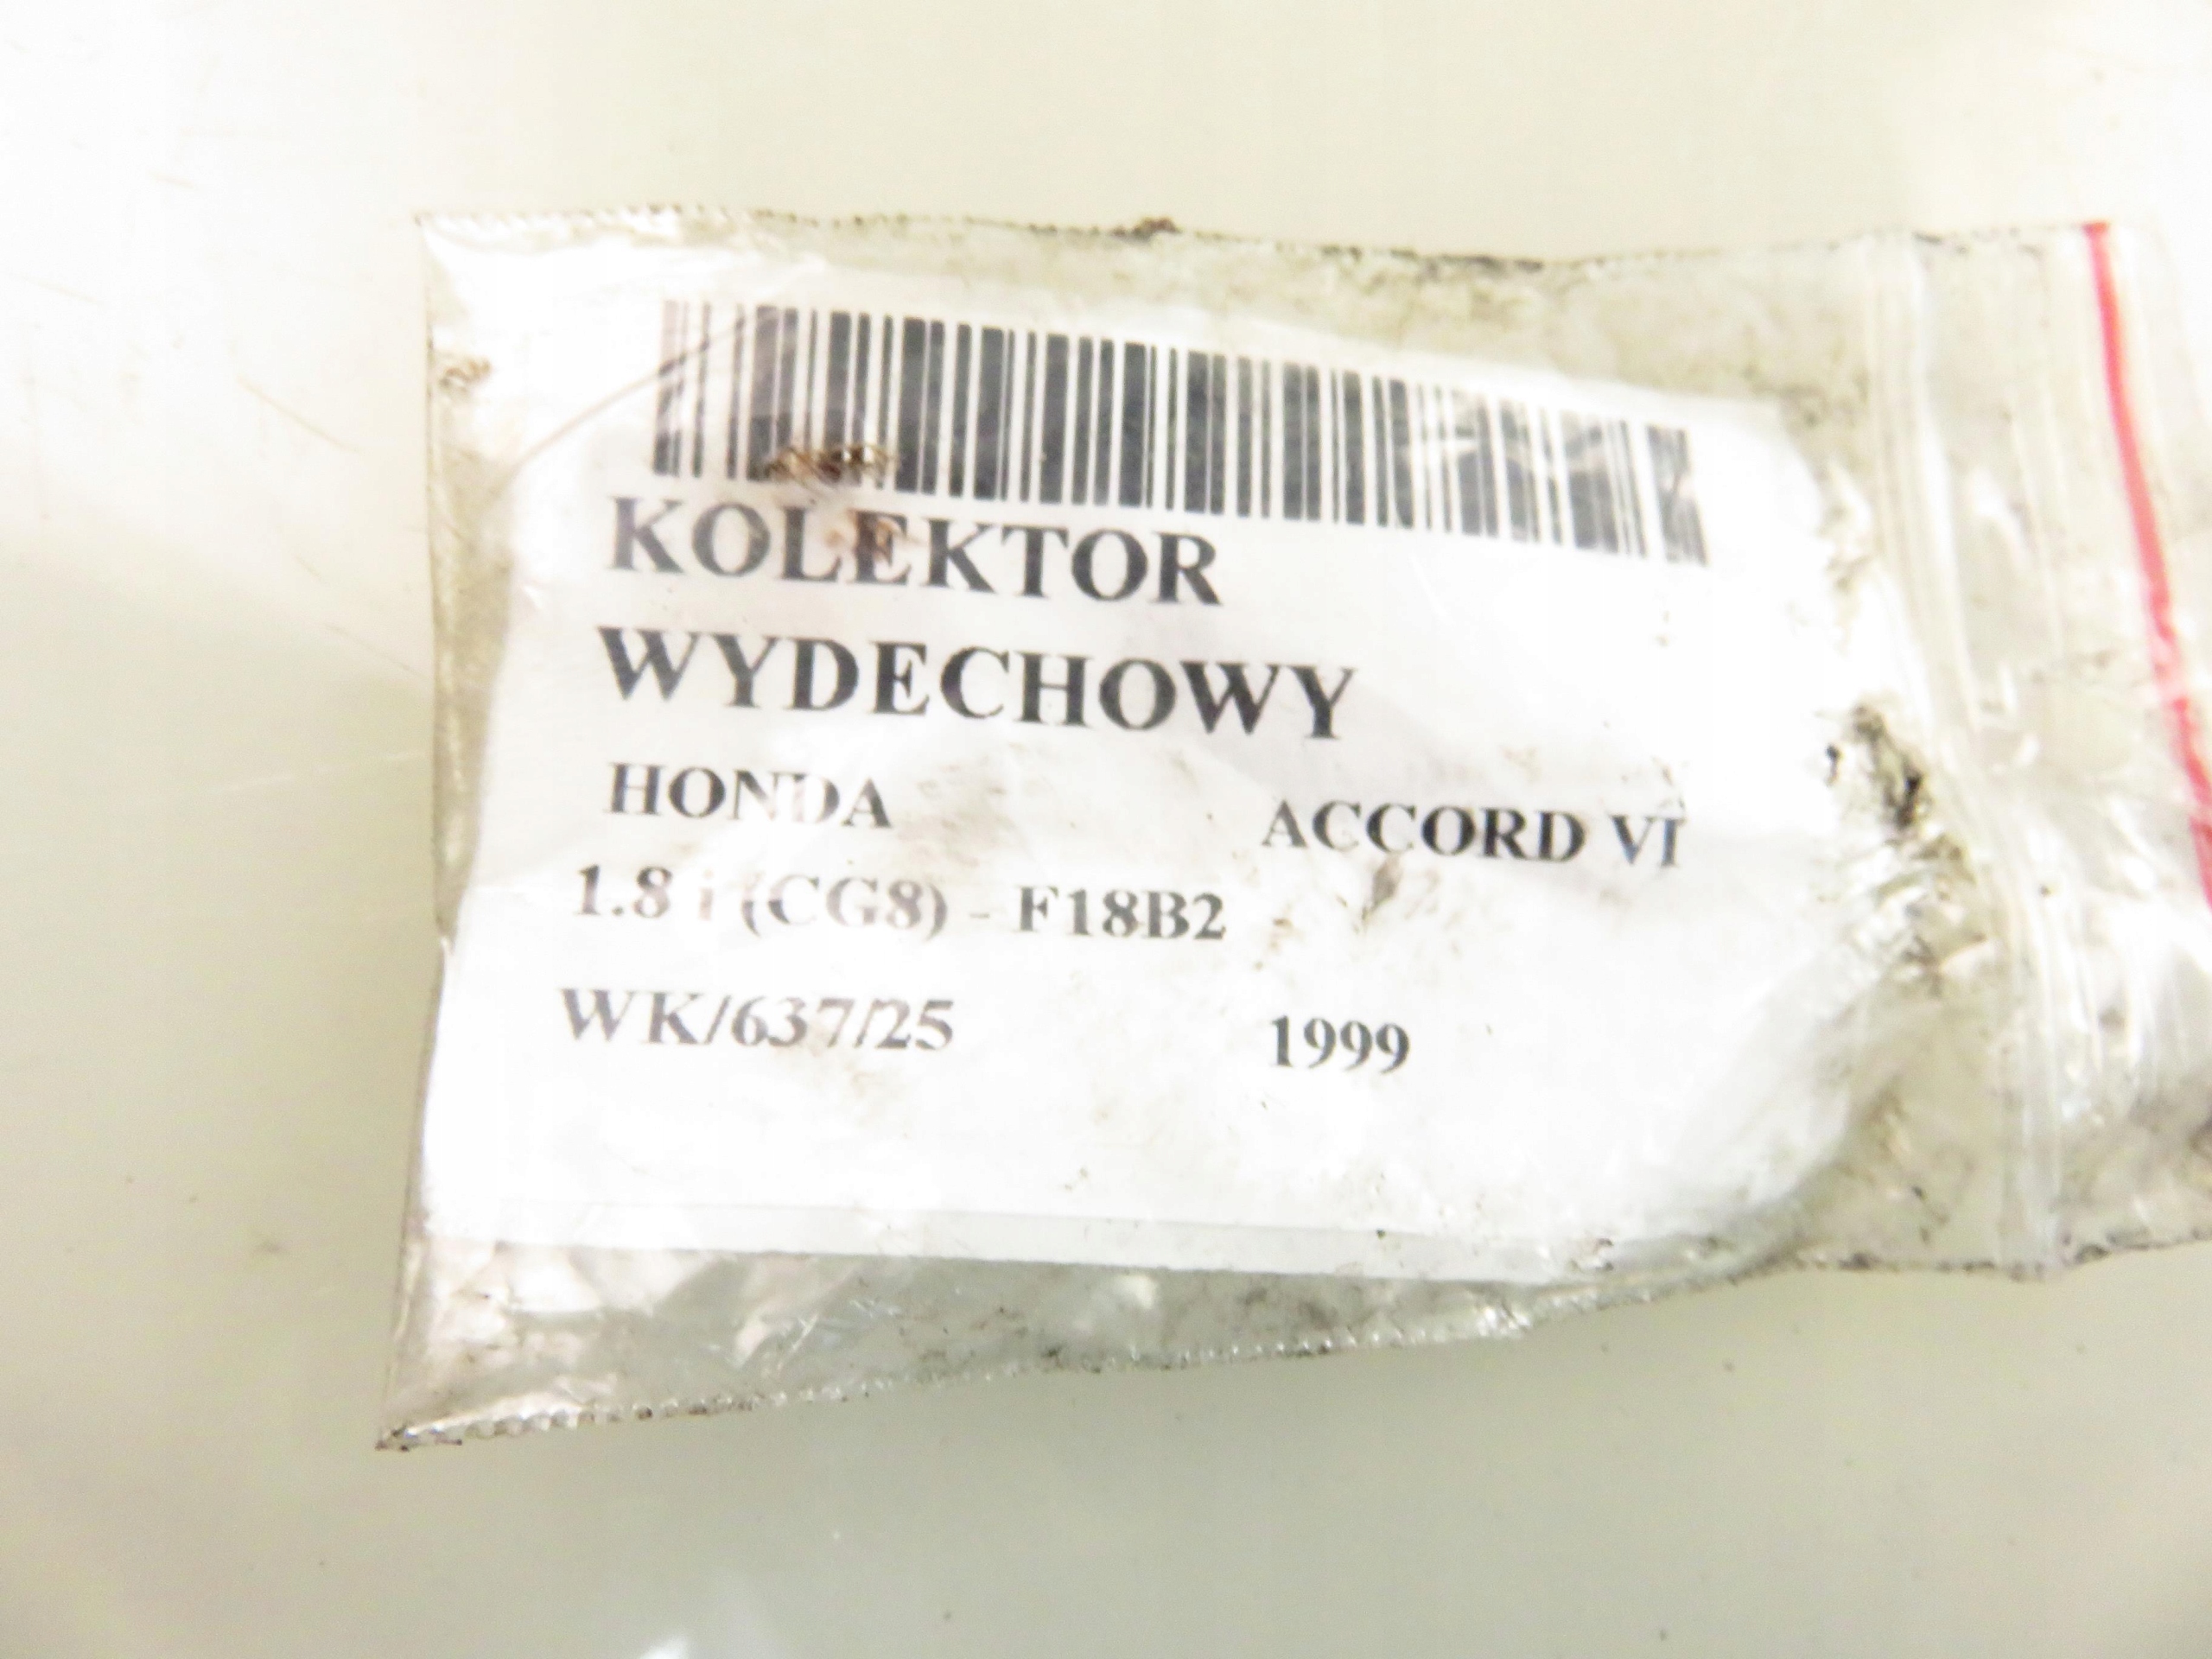 KOLEKTOR
WYDECHOWY
HONDA ACCORD VI
1.8 i (CG8) - F18B2
WK/637/25 1999